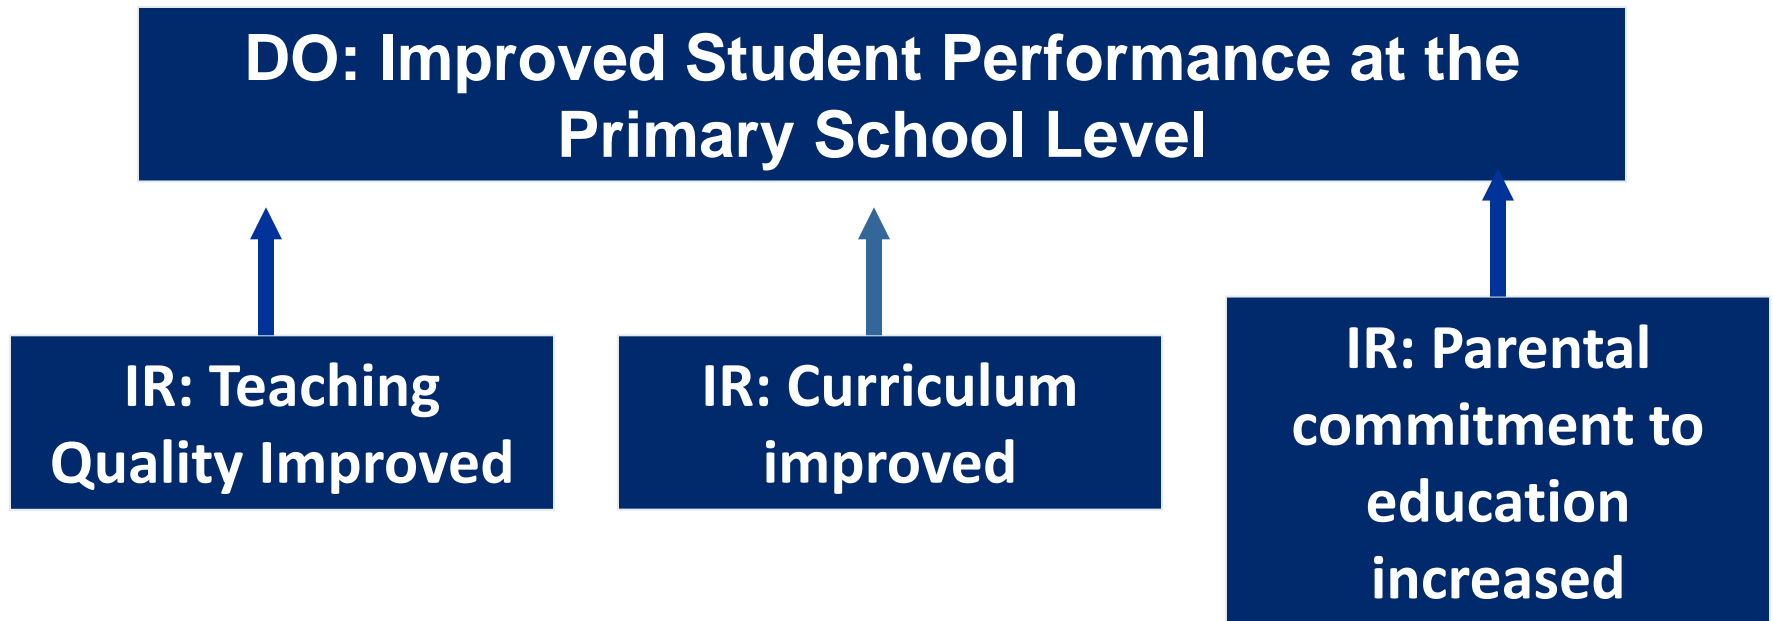 DO: Improved Student Performance at the
Primary School Level
IR: Teaching
Quality Improved
IR: Curriculum
improved
IR: Parental
commitment to
education
increased